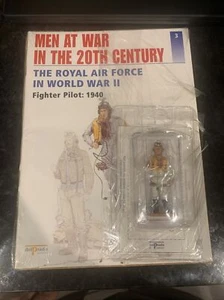 3
MEN AT WAR
IN THE 20TH CENTURY
THE ROYAL AIR FORCE
IN WORLD WAR II
Fighter Pilot: 1940